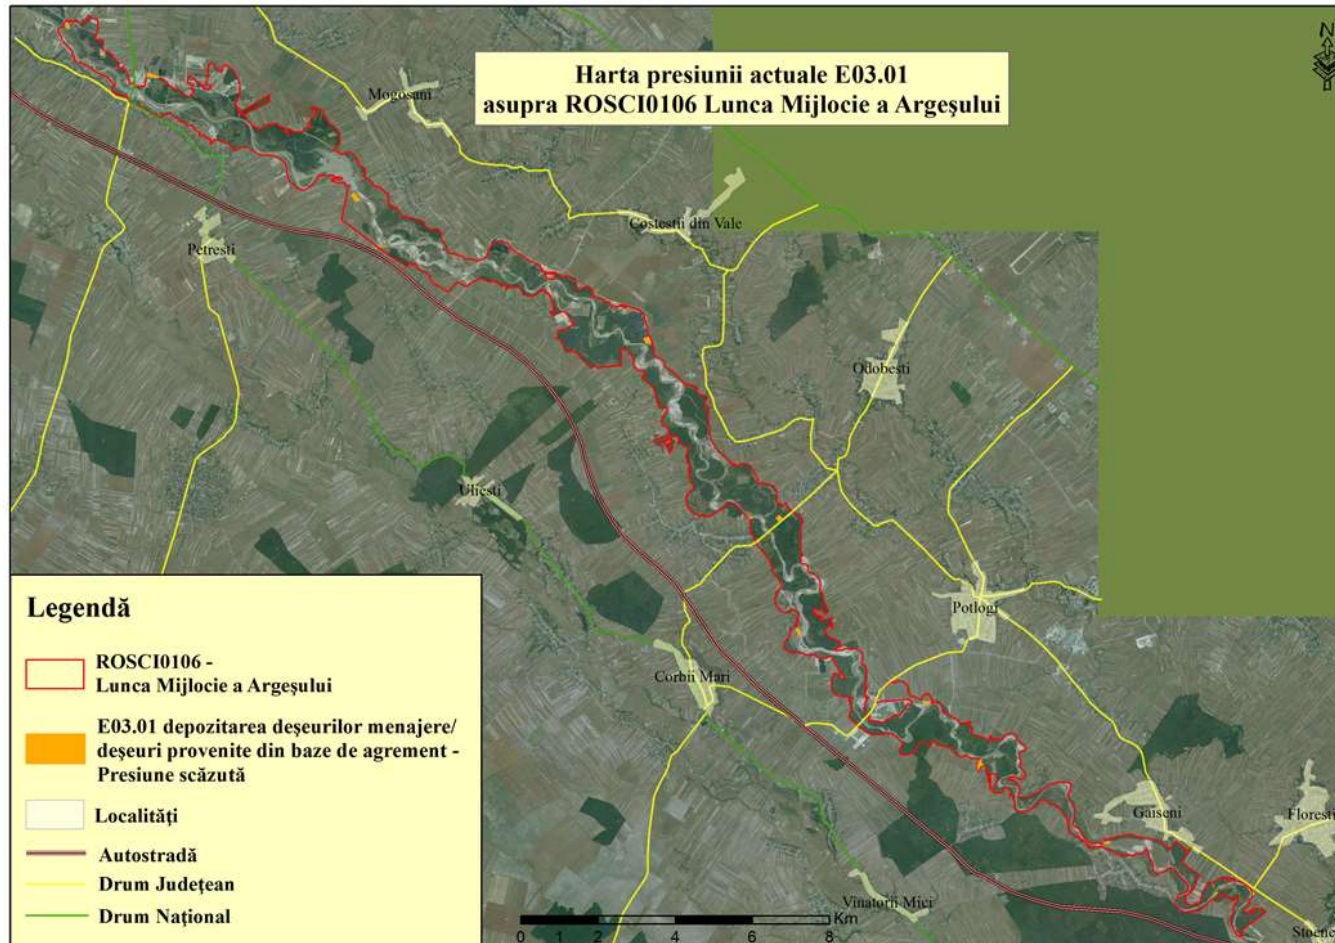 Harta presiunii actuale E03.01
asupra ROSCI0106 Lunca Mijlocie a Argeşului
N
Mogosani
Costestii din Vale
Petresti
Odobesti
Uliesti
Potlogi
Corbii Mari
Gaiseni
Floresti
Vinatorii Mici
Stoene
Legendă
ROSCI0106 -
Lunca Mijlocie a Argeşului
E03.01 depozitarea deşeurilor menajere/
deşeuri provenite din baze de agrement -
Presiune scăzută
Localităţi
Autostradă
Drum Judeţean
Drum Naţional
Km
0 1 2 4 6 8